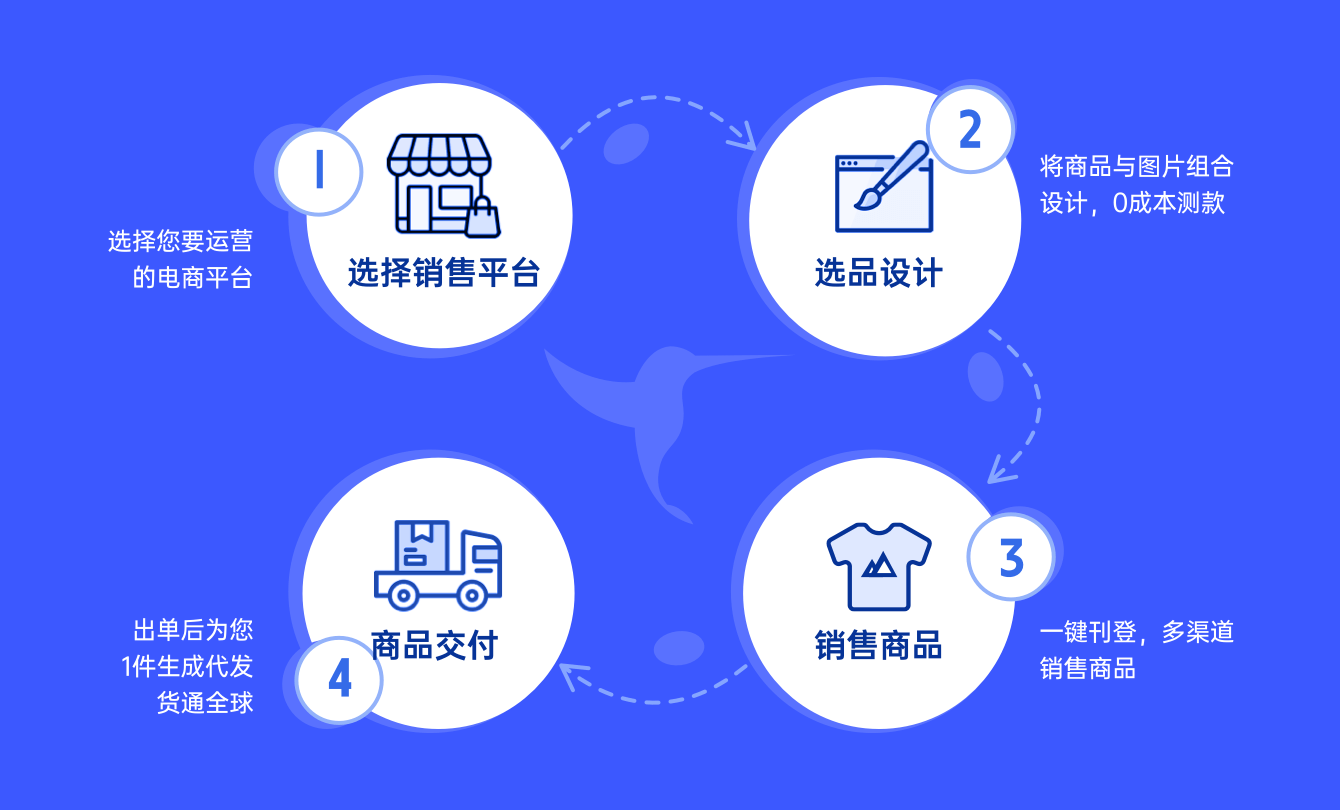 1
选择销售平台
选择您要运营
的电商平台
2
选品设计
将商品与图片组合
设计，0成本测款
3
销售商品
一键刊登，多渠道
销售商品
4
商品交付
出单后为您
1件生成代发
货通全球